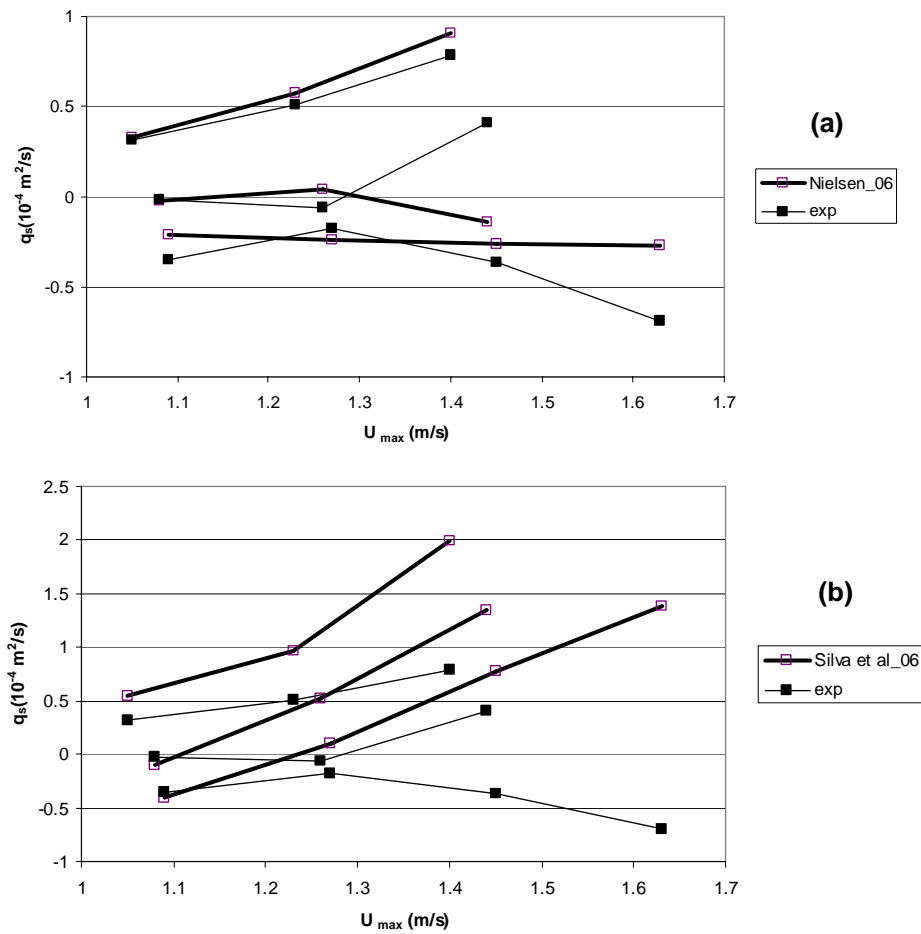 1
0.5
0
-0.5
-1
qs(10-4 m2/s)
1 1.1 1.2 1.3 1.4 1.5 1.6 1.7
U max (m/s)
(a)
Nielsen_06
exp
2.5
2
1.5
1
0.5
0
-0.5
-1
qs(10-4 m2/s)
1 1.1 1.2 1.3 1.4 1.5 1.6 1.7
U max (m/s)
(b)
Silva et al_06
exp